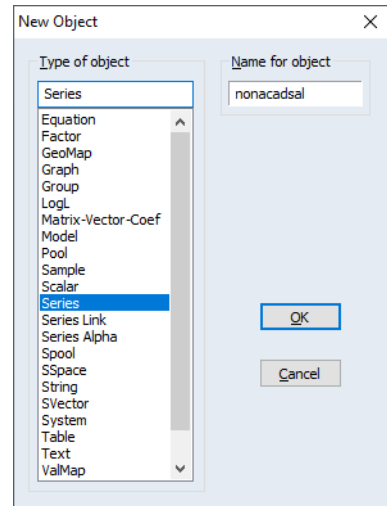 New Object
Type of object
Name for object
Series
nonacadsal
Equation
Factor
GeoMap
Graph
Group
LogL
Matrix-Vector-Coef
Model
Pool
Sample
Scalar
Series
Series Link
Series Alpha
Spool
SSpace
String
SVector
System
Table
Text
ValMap
OK
Cancel